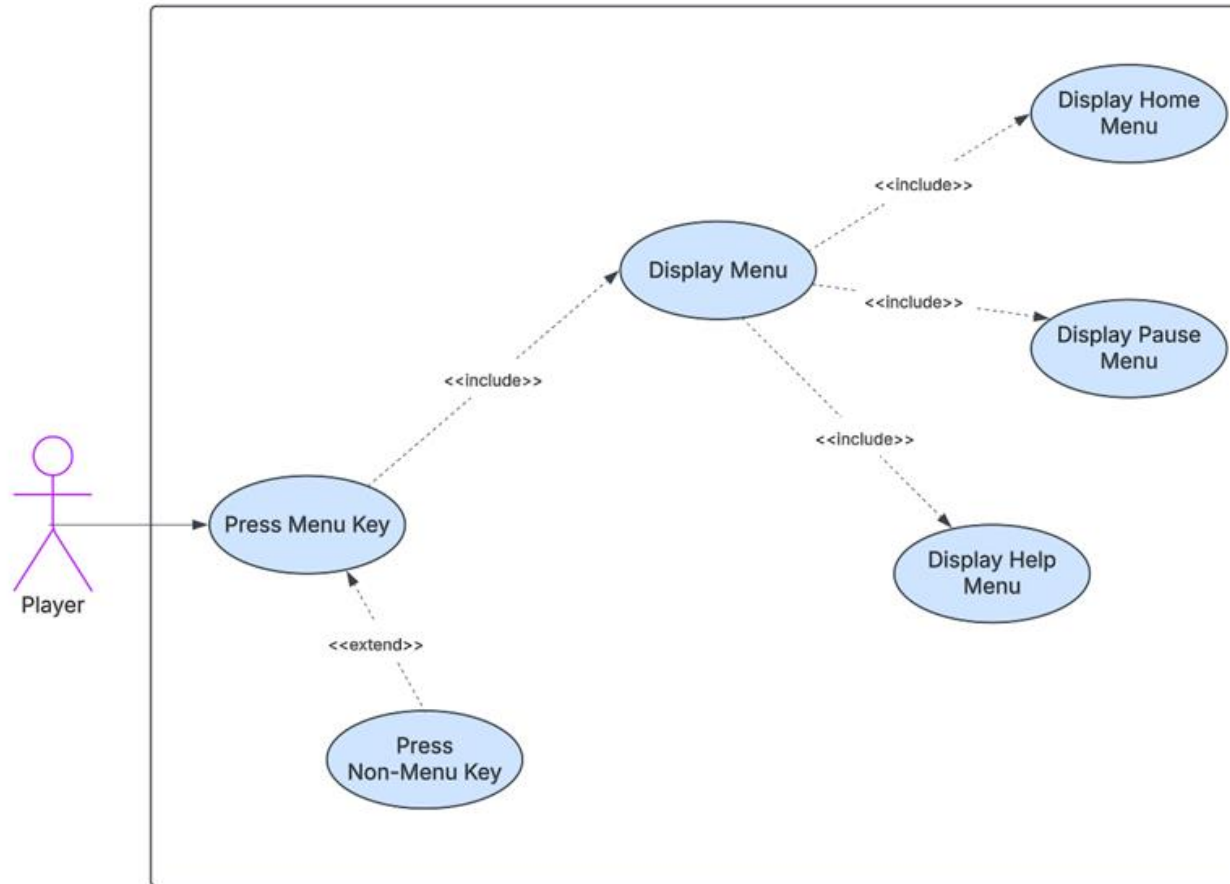 Display Home
Menu
<<include>>
Display Menu
<<include>>
Display Pause
Menu
<<include>>
<<include>>
Press Menu Key
Display Help
Menu
Player
<<extend>>
Press
Non-Menu Key